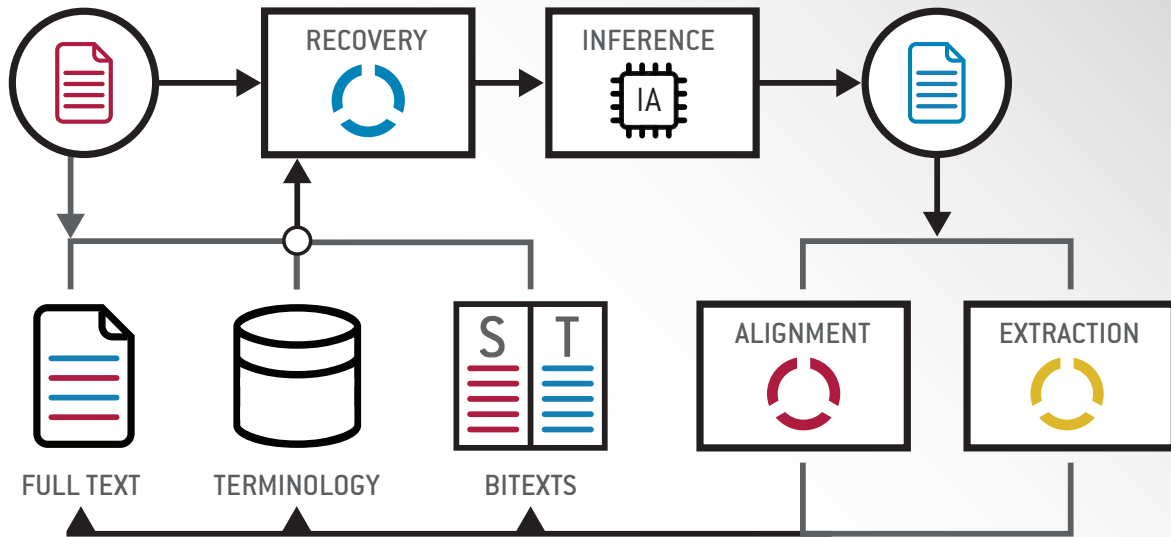 RECOVERY
INFERENCE
IA
S
T
ALIGNMENT
EXTRACTION
FULL TEXT
TERMINOLOGY
BITEXTS